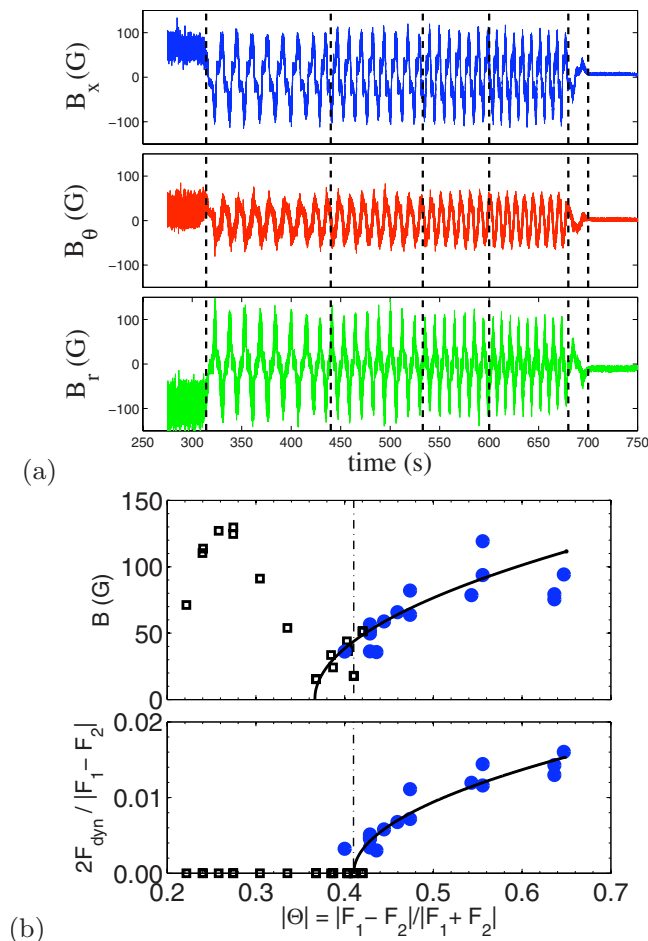 100
0
−100
B_x (G)
100
0
−100
B_θ (G)
100
0
−100
B_r (G)
250 300 350 400 450 500 550 600 650 700 750
time (s)
(a)
150
100
50
0
B (G)
0.02
0.01
0.00
2F_dyn / |F_1 − F_2|
0.2 0.3 0.4 0.5 0.6 0.7
|Θ| = |F_1 − F_2|/|F_1 + F_2|
(b)